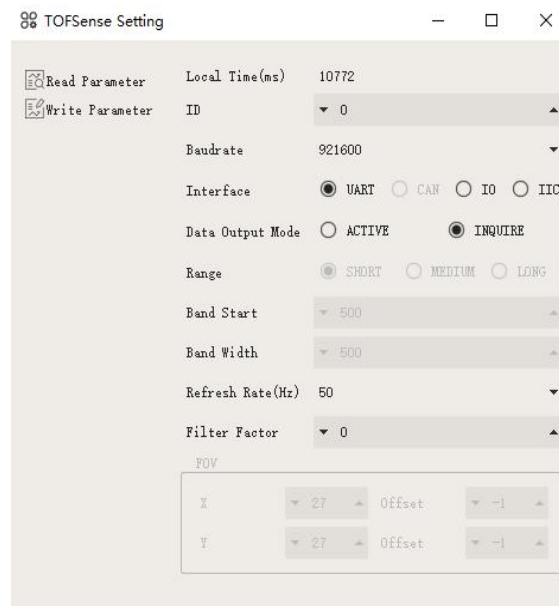 TOFSense Setting
Read Parameter
Write Parameter
Local Time(ms) 10772
ID 0
Baudrate 921600
Interface UART CAN IO IIC
Data Output Mode ACTIVE INQUIRE
Range SHORT MEDIUM LONG
Band Start 500
Band Width 500
Refresh Rate(Hz) 50
Filter Factor 0
FOV
X 27 Offset -1
Y 27 Offset -1